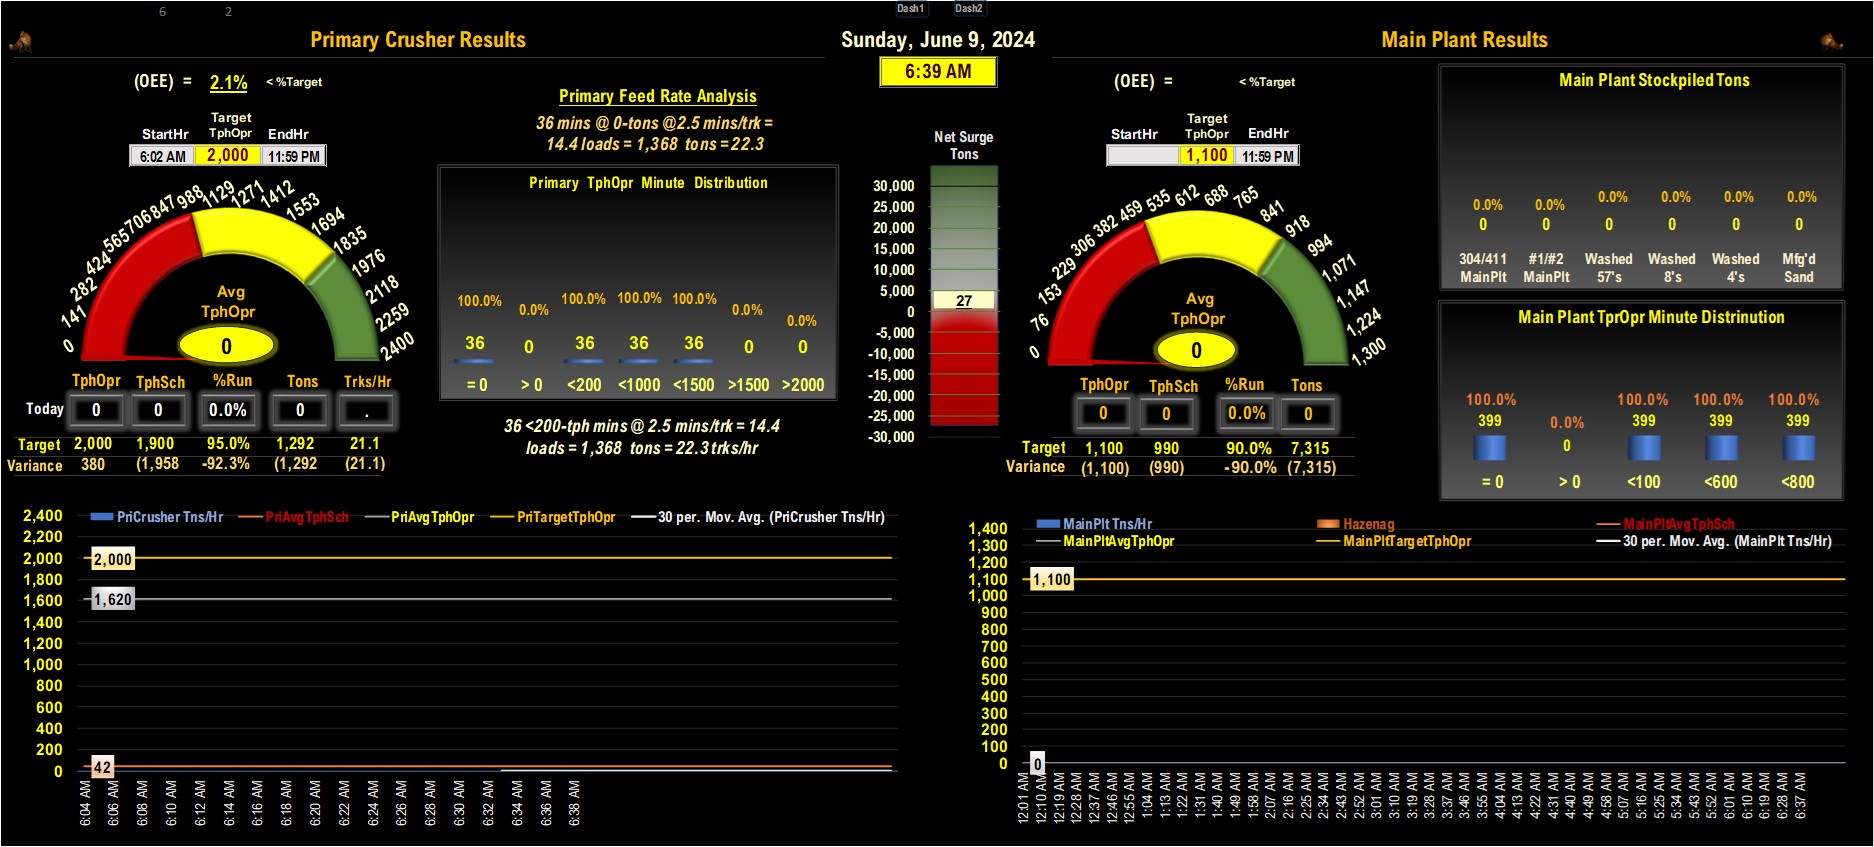 6 2 Dash1 Dash2
Primary Crusher Results
Sunday, June 9, 2024
Main Plant Results
6:39 AM
(OEE) = 2.1% < %Target
Target
StartHr TphOpr EndHr
6:02 AM 2,000 11:59 PM
0 141 282 424 565 706 847 988 1129 1271 1412 1553 1694 1835 1976 2118 2259 2400
Avg
TphOpr
0
TphOpr TphSch %Run Tons Trks/Hr
Today 0 0 0.0% 0 .
Target 2,000 1,900 95.0% 1,292 21.1
Variance 380 (1,958 -92.3% (1,292 (21.1)
Primary Feed Rate Analysis
36 mins @ 0-tons @2.5 mins/trk =
14.4 loads = 1,368 tons = 22.3
Primary TphOpr Minute Distribution
100.0% 0.0% 100.0% 100.0% 100.0% 0.0% 0.0%
36 0 36 36 36 0 0
= 0 > 0 <200 <1000 <1500 >1500 >2000
36 <200-tph mins @ 2.5 mins/trk = 14.4
loads = 1,368 tons = 22.3 trks/hr
Net Surge
Tons
30,000
25,000
20,000
15,000
10,000
5,000
27
0
-5,000
-10,000
-15,000
-20,000
-25,000
-30,000
(OEE) = < %Target
Target
StartHr TphOpr EndHr
1,100 11:59 PM
0 76 153 229 306 382 459 535 612 688 765 841 918 994 1,071 1,147 1,224 1,300
Avg
TphOpr
0
TphOpr TphSch %Run Tons
0 0 0.0% 0
Target 1,100 990 90.0% 7,315
Variance (1,100) (990) -90.0% (7,315)
Main Plant Stockpiled Tons
0.0% 0.0% 0.0% 0.0% 0.0% 0.0%
0 0 0 0 0 0
304/411 #1/#2 Washed Washed Washed Mfg'd
MainPlt MainPlt 57's 8's 4's Sand
Main Plant TprOpr Minute Distrinution
100.0% 0.0% 100.0% 100.0% 100.0%
399 0 399 399 399
= 0 > 0 <100 <600 <800
PriCrusher Tns/Hr PriAvgTphSch PriAvgTphOpr PriTargetTphOpr 30 per. Mov. Avg. (PriCrusher Tns/Hr)
2,400
2,200
2,000
1,800
1,600
1,400
1,200
1,000
800
600
400
200
0
2,000
1,620
42
6:04 AM 6:06 AM 6:08 AM 6:10 AM 6:12 AM 6:14 AM 6:16 AM 6:18 AM 6:20 AM 6:22 AM 6:24 AM 6:26 AM 6:28 AM 6:30 AM 6:32 AM 6:34 AM 6:36 AM 6:38 AM
MainPlt Tns/Hr Hazenag MainPltAvgTphSch
MainPltAvgTphOpr MainPltTargetTphOpr 30 per. Mov. Avg. (MainPlt Tns/Hr)
1,400
1,300
1,200
1,100
1,000
900
800
700
600
500
400
300
200
100
0
1,100
0
12:01 AM 12:10 AM 12:19 AM 12:28 AM 12:37 AM 12:46 AM 12:55 AM 1:04 AM 1:13 AM 1:22 AM 1:31 AM 1:40 AM 1:49 AM 1:58 AM 2:07 AM 2:16 AM 2:25 AM 2:34 AM 2:43 AM 2:52 AM 3:01 AM 3:10 AM 3:19 AM 3:28 AM 3:37 AM 3:46 AM 3:55 AM 4:04 AM 4:13 AM 4:22 AM 4:31 AM 4:40 AM 4:49 AM 4:58 AM 5:07 AM 5:16 AM 5:25 AM 5:34 AM 5:43 AM 5:52 AM 6:01 AM 6:10 AM 6:19 AM 6:28 AM 6:37 AM